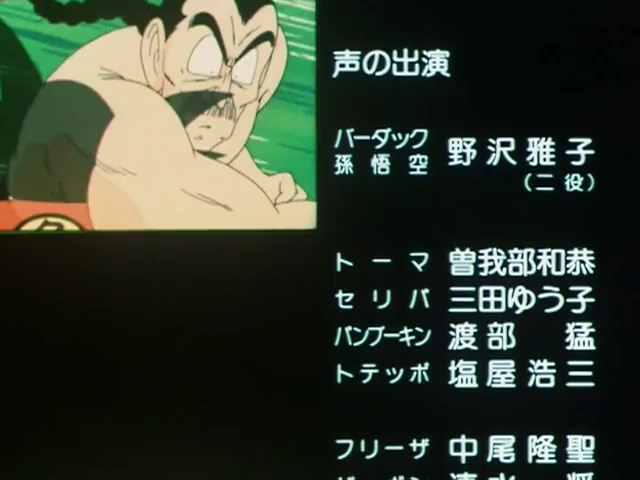 声の出演
バーダック 野沢雅子
孫悟空
(二役)
トーマ 曽我部和恭
セリパ 三田ゆう子
パンブーキン 渡部猛
トテッポ 塩屋浩三
フリーザ 中尾隆聖